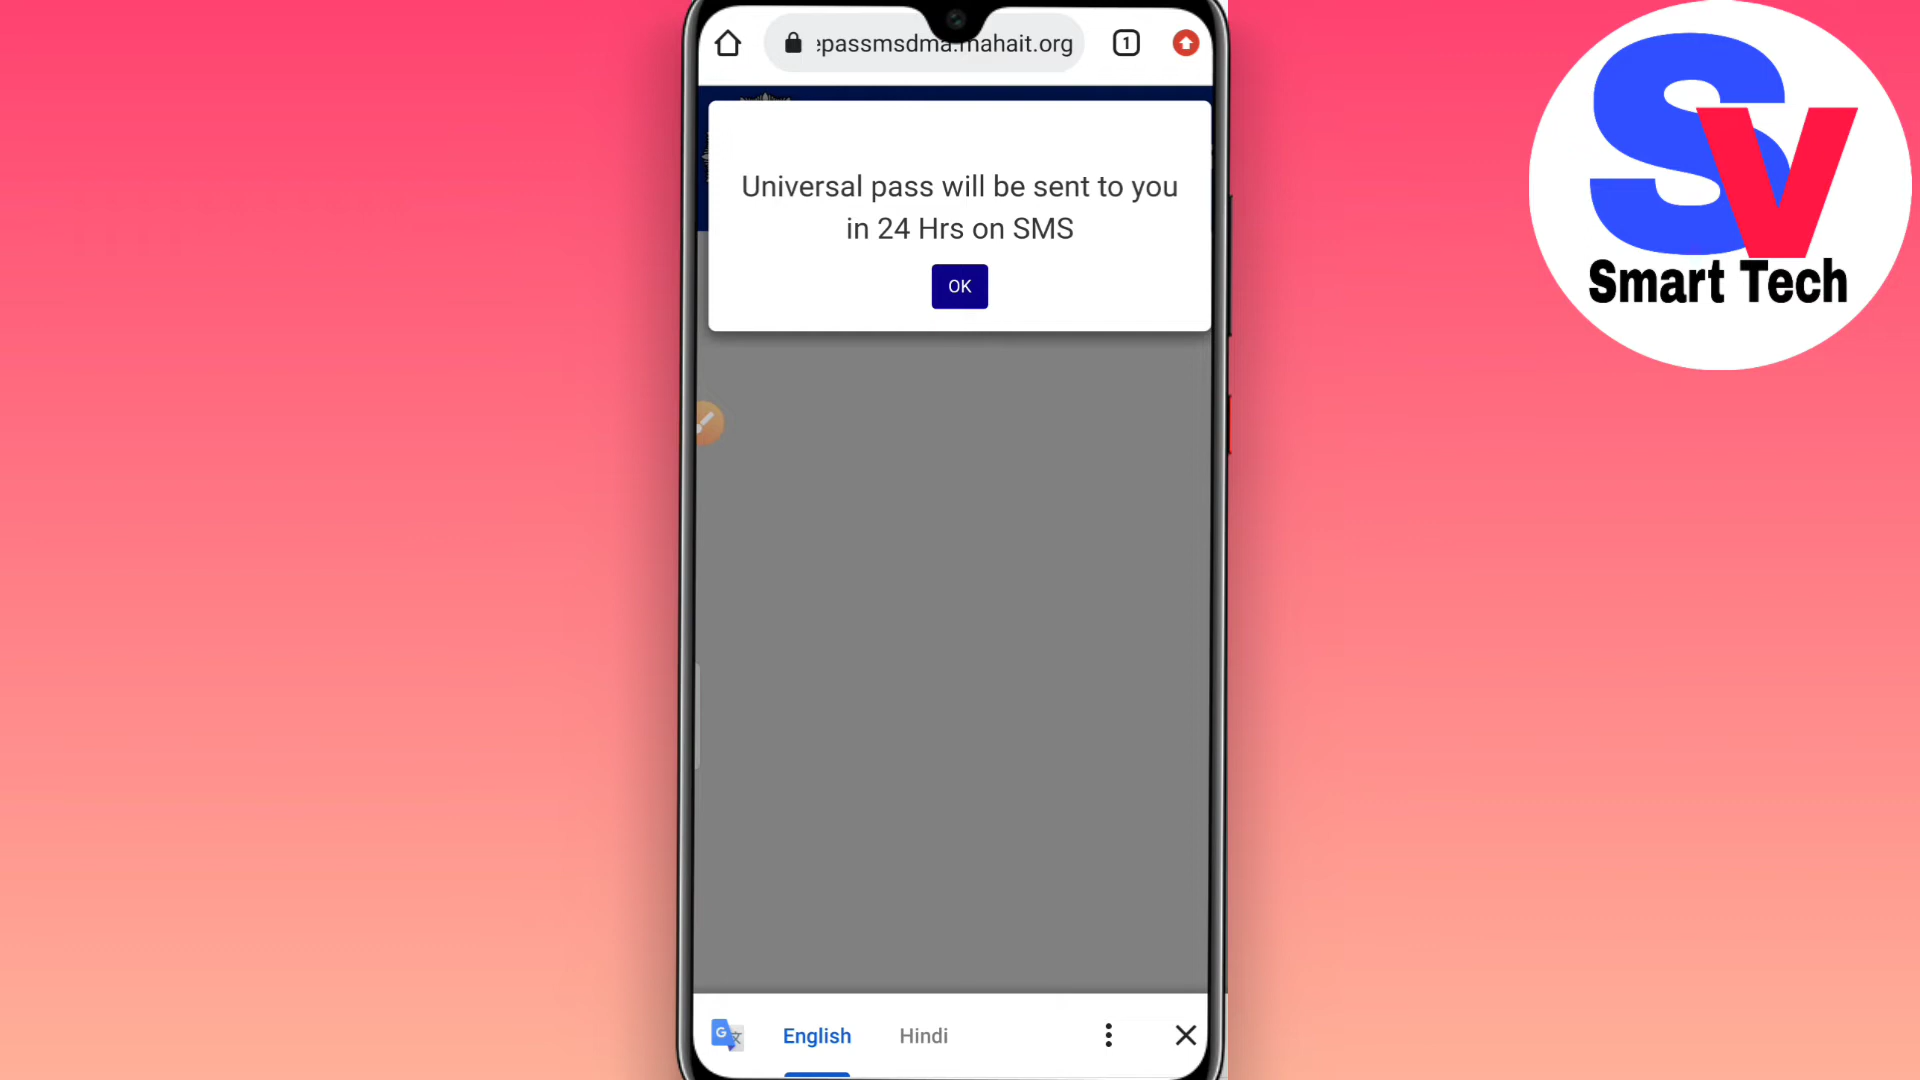 epassmsdma.mahait.org
1
Universal pass will be sent to you
in 24 Hrs on SMS
OK
SV
Smart Tech
G 文
English
Hindi